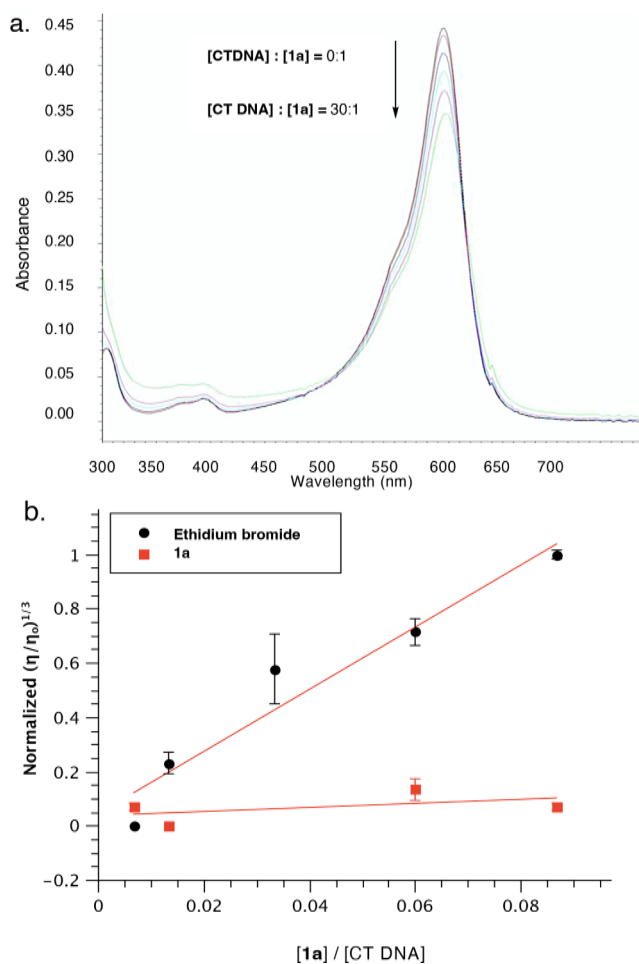 a.
[CTDNA] : [1a] = 0:1
[CT DNA] : [1a] = 30:1
Absorbance
0.45
0.40
0.35
0.30
0.25
0.20
0.15
0.10
0.05
0.00
300 350 400 450 500 550 600 650 700
Wavelength (nm)
b.
Ethidium bromide
1a
Normalized (η/η₀)^1/3
1
0.8
0.6
0.4
0.2
0
−0.2
0 0.02 0.04 0.06 0.08
[1a] / [CT DNA]